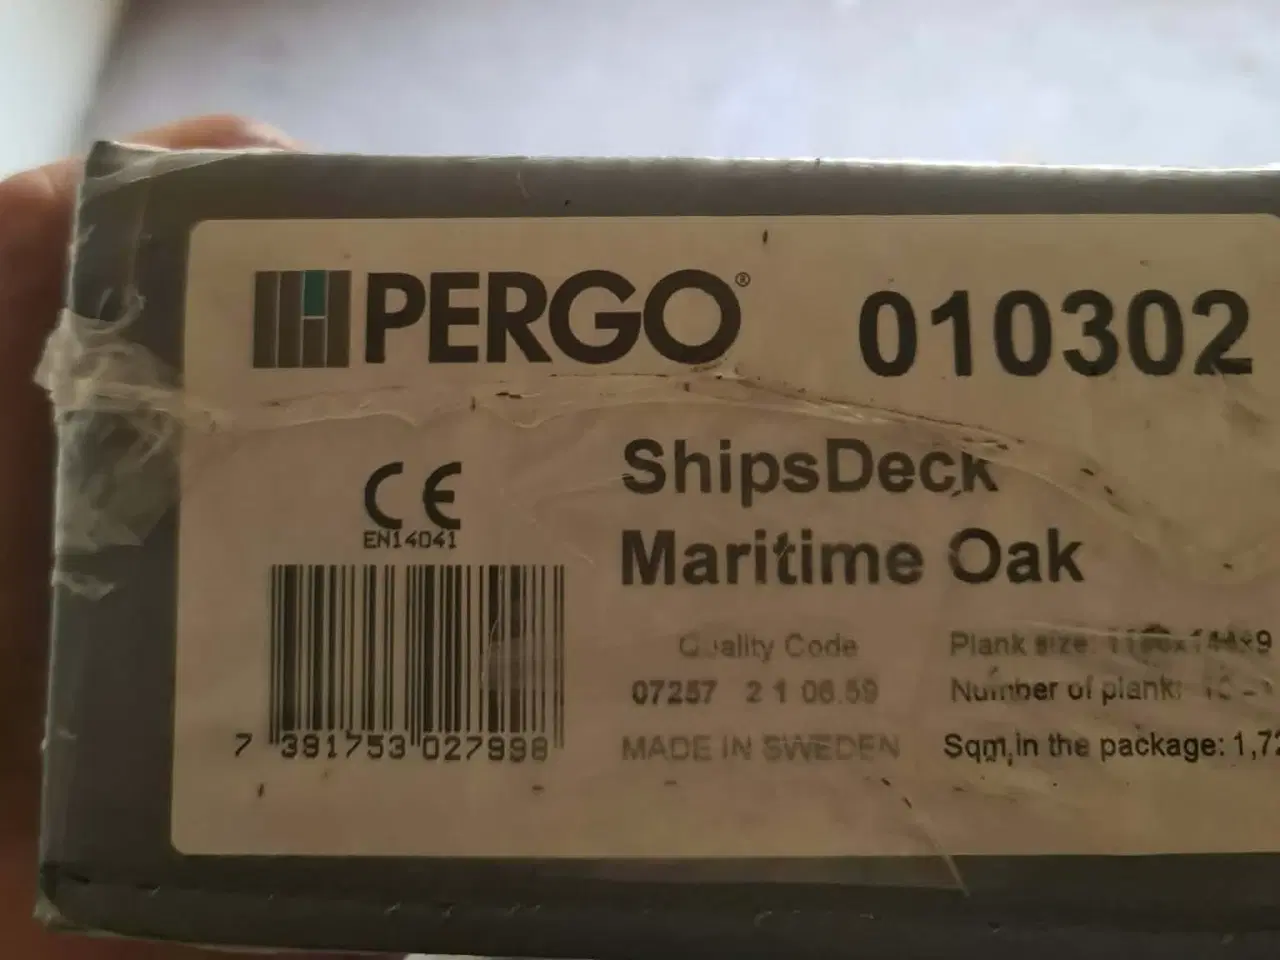 PERGO®
010302
ShipsDeck
Maritime Oak
CE
EN14041
Quality Code
07257 2 1 06.59
MADE IN SWEDEN
Plank size:
Number of plank:
Sqm in the package: 1,72
7 391753 027998